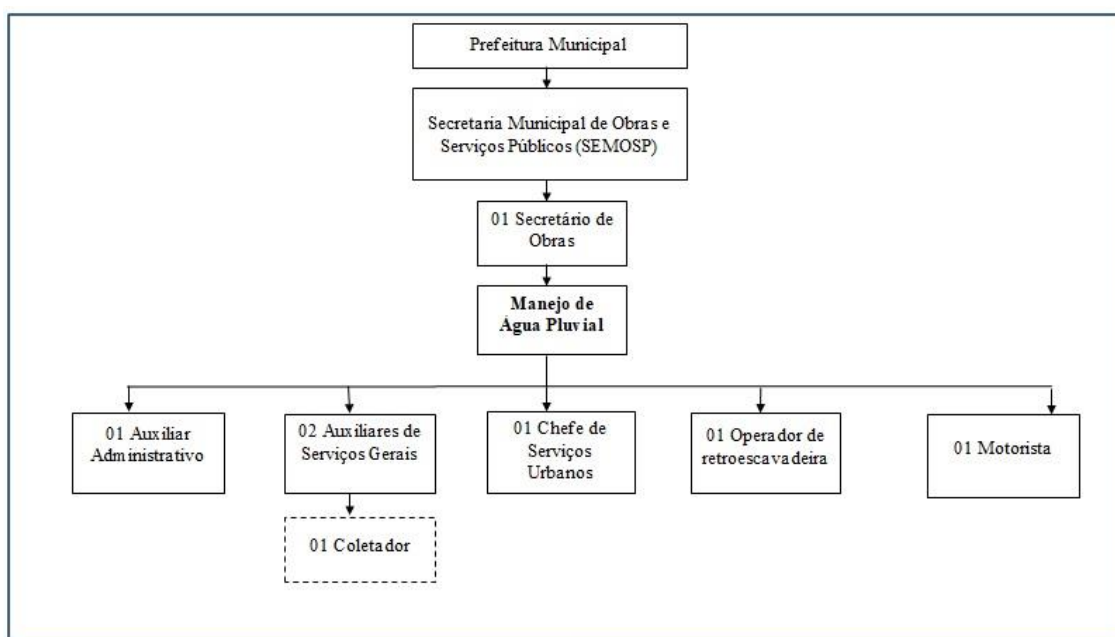 Prefeitura Municipal
Secretaria Municipal de Obras e
Serviços Públicos (SEMOSP)
01 Secretário de
Obras
Manejo de
Água Pluvial
01 Auxiliar
Administrativo
02 Auxiliares de
Serviços Gerais
01 Chefe de
Serviços
Urbanos
01 Operador de
retroescavadeira
01 Motorista
01 Coletador